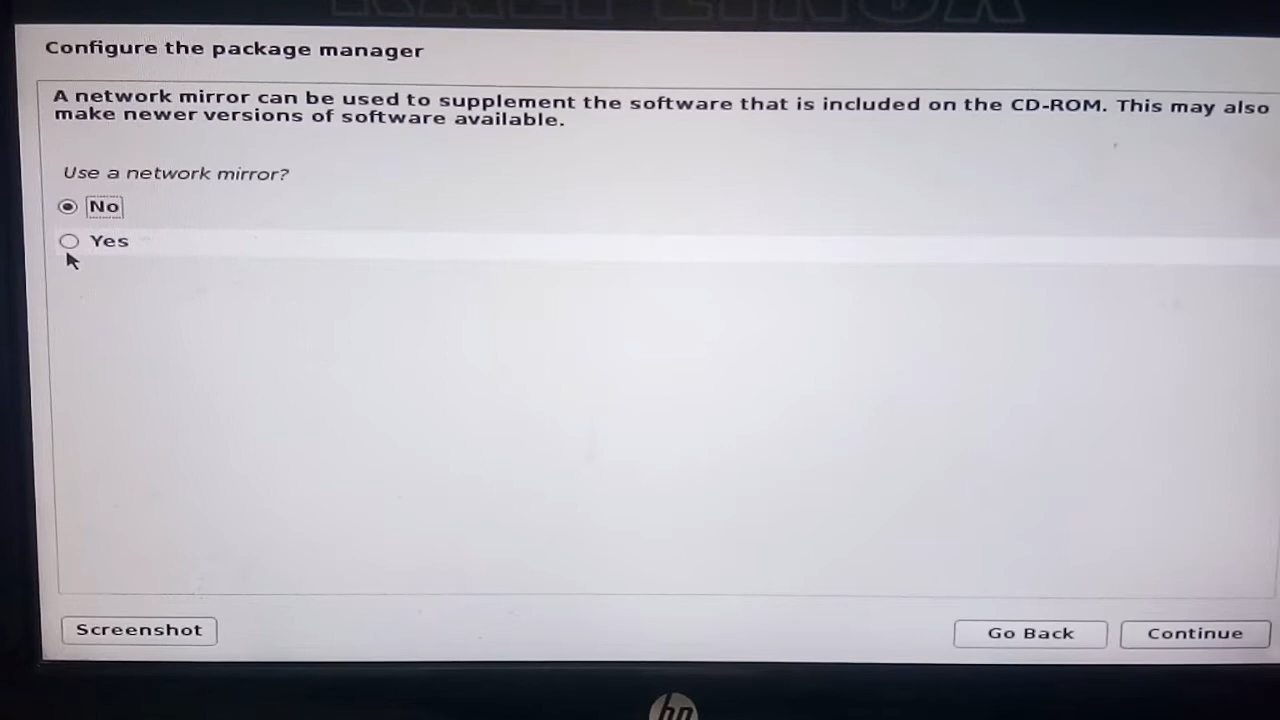 KALI LINUX
Configure the package manager
A network mirror can be used to supplement the software that is included on the CD-ROM. This may also
make newer versions of software available.
Use a network mirror?
No
Yes
Screenshot
Go Back
Continue
hp